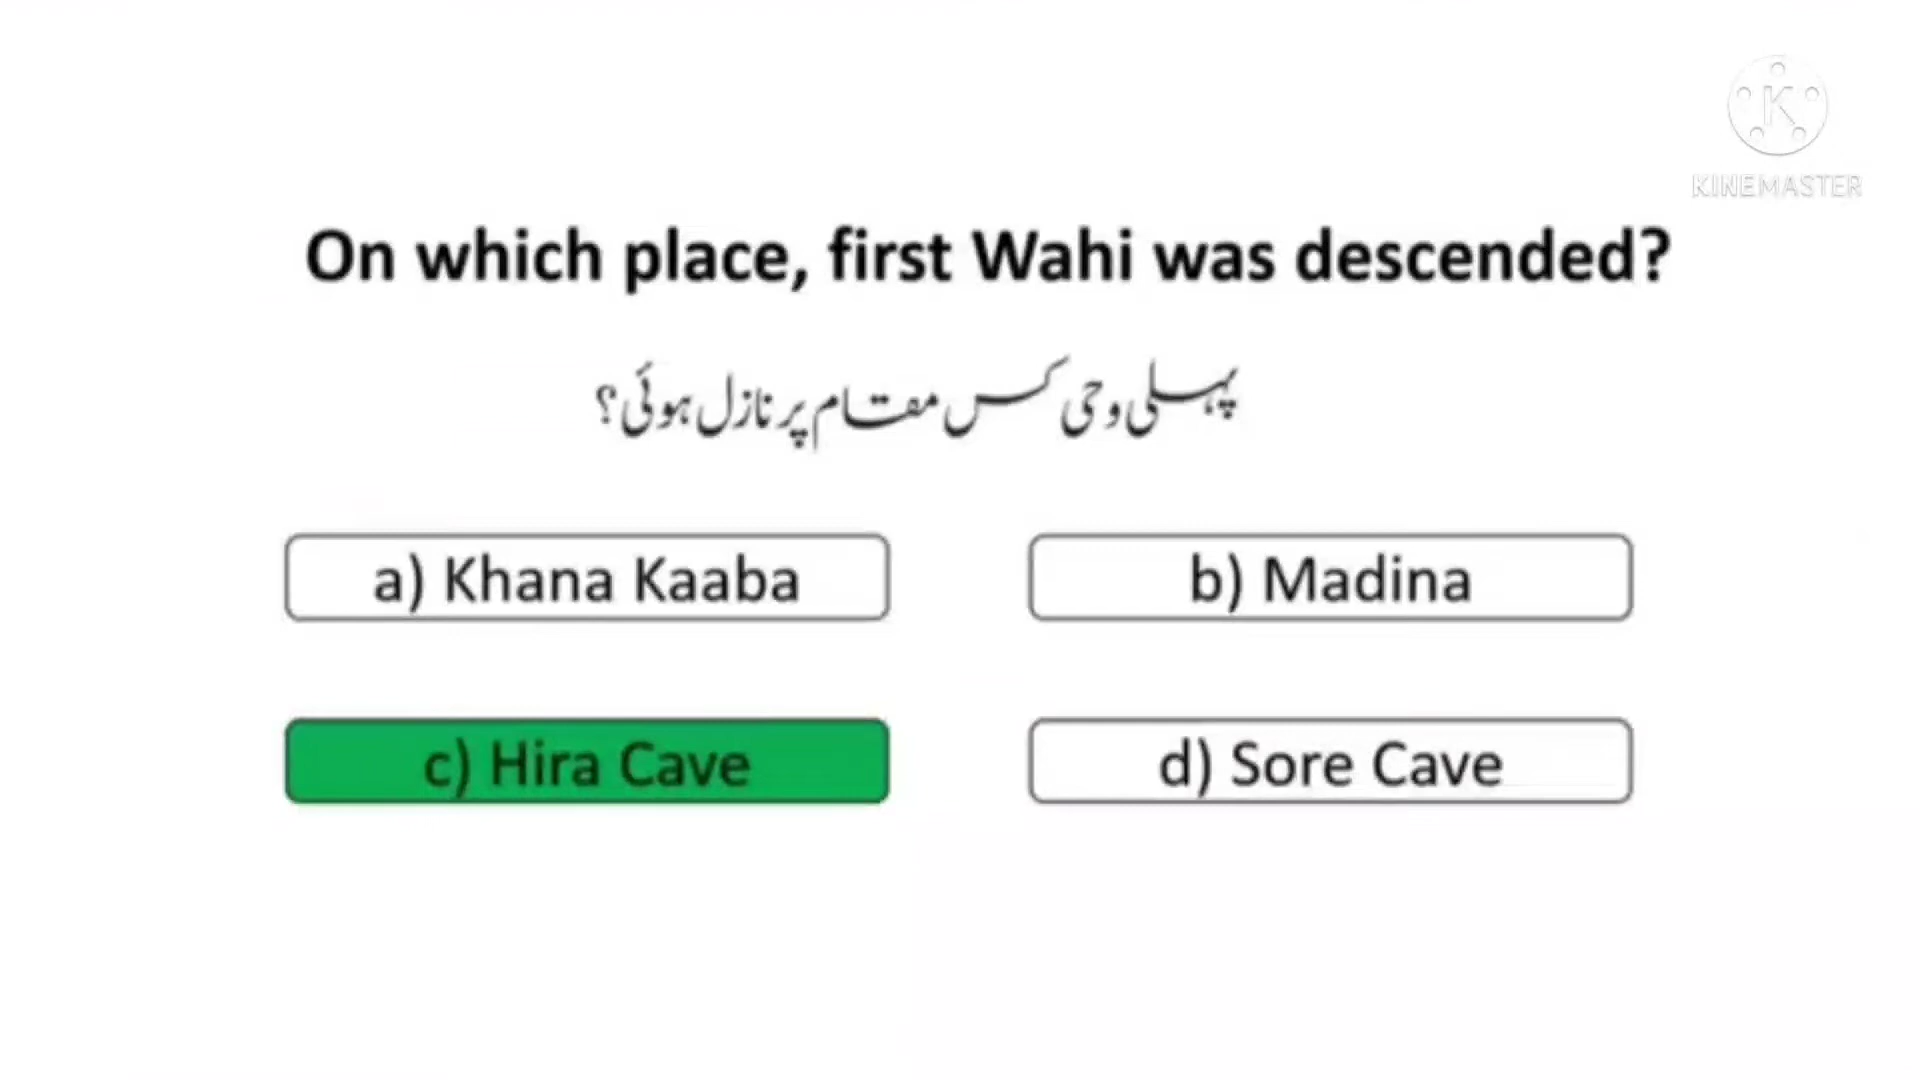 K
KINEMASTER
On which place, first Wahi was descended?
پہلی وحی کس مقام پر نازل ہوئی؟
a) Khana Kaaba
b) Madina
c) Hira Cave
d) Sore Cave